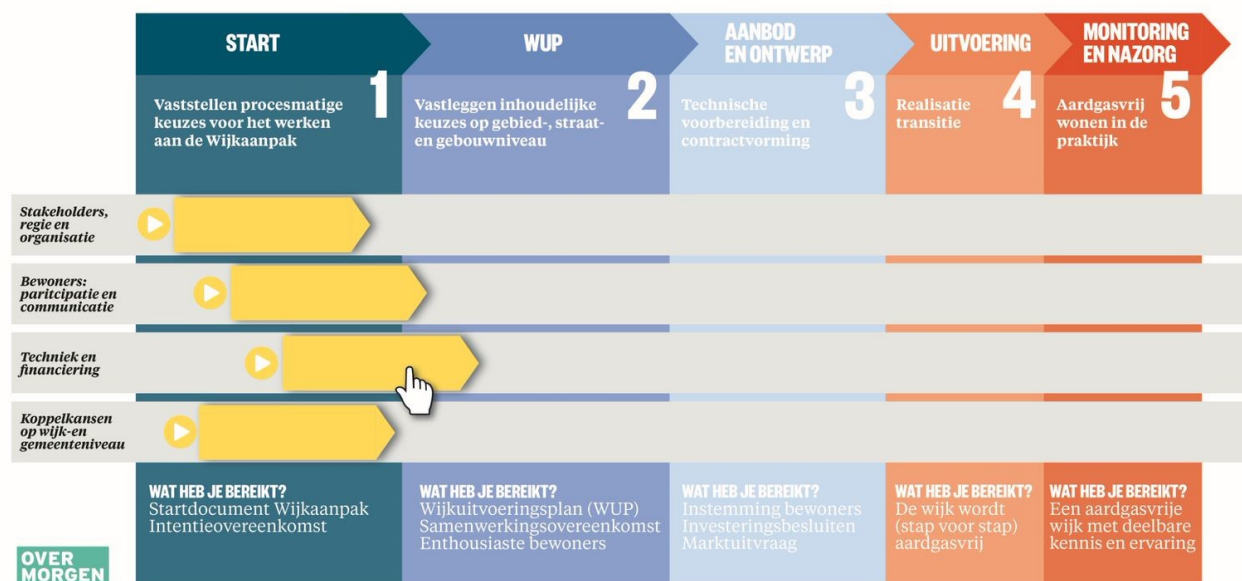 START
WUP
AANBOD
EN ONTWERP
UITVOERING
MONITORING
EN NAZORG
1
Vaststellen procesmatige
keuzes voor het werken
aan de Wijkaanpak
2
Vastleggen inhoudelijke
keuzes op gebied-, straat-
en gebouwniveau
3
Technische
voorbereiding en
contractvorming
4
Realisatie
transitie
5
Aardgasvrij
wonen in de
praktijk
Stakeholders,
regie en
organisatie
Bewoners:
paritcipatie en
communicatie
Techniek en
financiering
Koppelkansen
op wijk-en
gemeenteniveau
WAT HEB JE BEREIKT?
Startdocument Wijkaanpak
Intentieovereenkomst
WAT HEB JE BEREIKT?
Wijkuitvoeringsplan (WUP)
Samenwerkingsovereenkomst
Enthousiaste bewoners
WAT HEB JE BEREIKT?
Instemming bewoners
Investeringsbesluiten
Marktuitvraag
WAT HEB JE BEREIKT?
De wijk wordt
(stap voor stap)
aardgasvrij
WAT HEB JE BEREIKT?
Een aardgasvrije
wijk met deelbare
kennis en ervaring
OVER
MORGEN